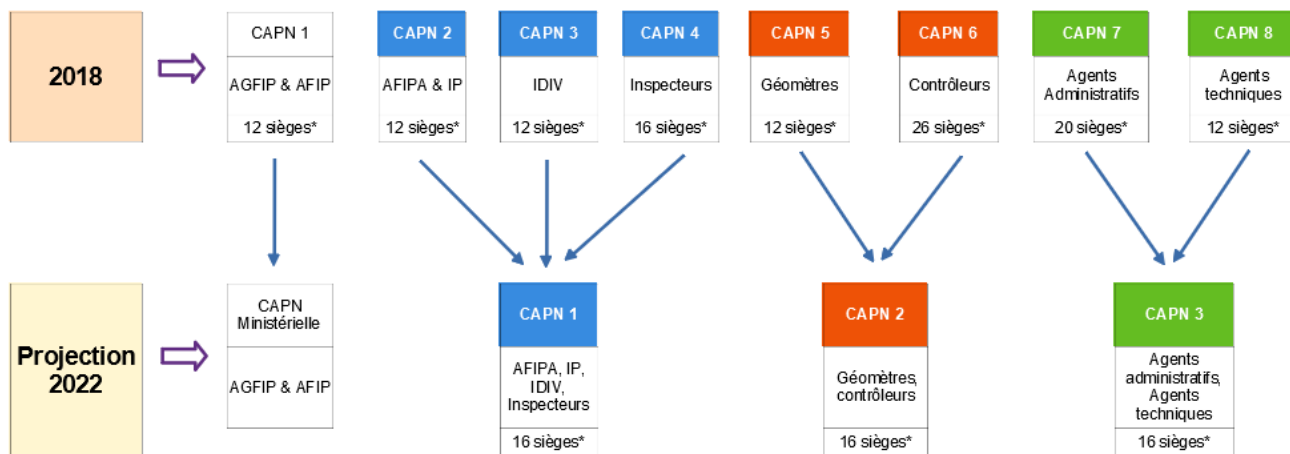 2018
CAPN 1
AGFIP & AFIP
12 sièges*
CAPN 2
AFIPA & IP
12 sièges*
CAPN 3
IDIV
12 sièges*
CAPN 4
Inspecteurs
16 sièges*
CAPN 5
Géomètres
12 sièges*
CAPN 6
Contrôleurs
26 sièges*
CAPN 7
Agents
Administratifs
20 sièges*
CAPN 8
Agents
techniques
12 sièges*
Projection
2022
CAPN
Ministérielle
AGFIP & AFIP
CAPN 1
AFIPA, IP,
IDIV,
Inspecteurs
16 sièges*
CAPN 2
Géomètres,
contrôleurs
16 sièges*
CAPN 3
Agents
administratifs,
Agents
techniques
16 sièges*